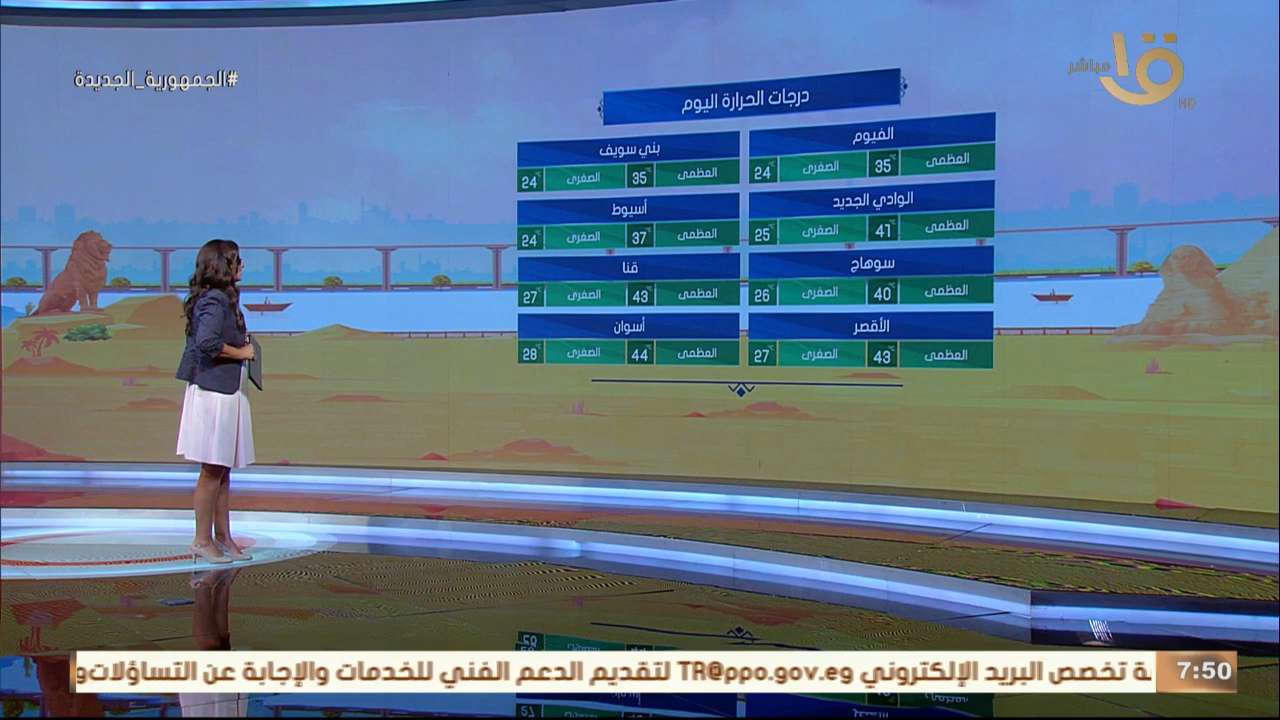 #الجمهورية_الجديدة
مباشر
HD
درجات الحرارة اليوم
الفيوم
العظمى 35°C الصغرى 24°C
بني سويف
العظمى 35°C الصغرى 24°C
الوادي الجديد
العظمى 41°C الصغرى 25°C
أسيوط
العظمى 37°C الصغرى 24°C
سوهاج
العظمى 40°C الصغرى 26°C
قنا
العظمى 43°C الصغرى 27°C
الأقصر
العظمى 43°C الصغرى 27°C
أسوان
العظمى 44°C الصغرى 28°C
ة تخصص البريد الإلكتروني TR@ppo.gov.eg لتقديم الدعم الفني للخدمات والإجابة عن التساؤلات و
7:50